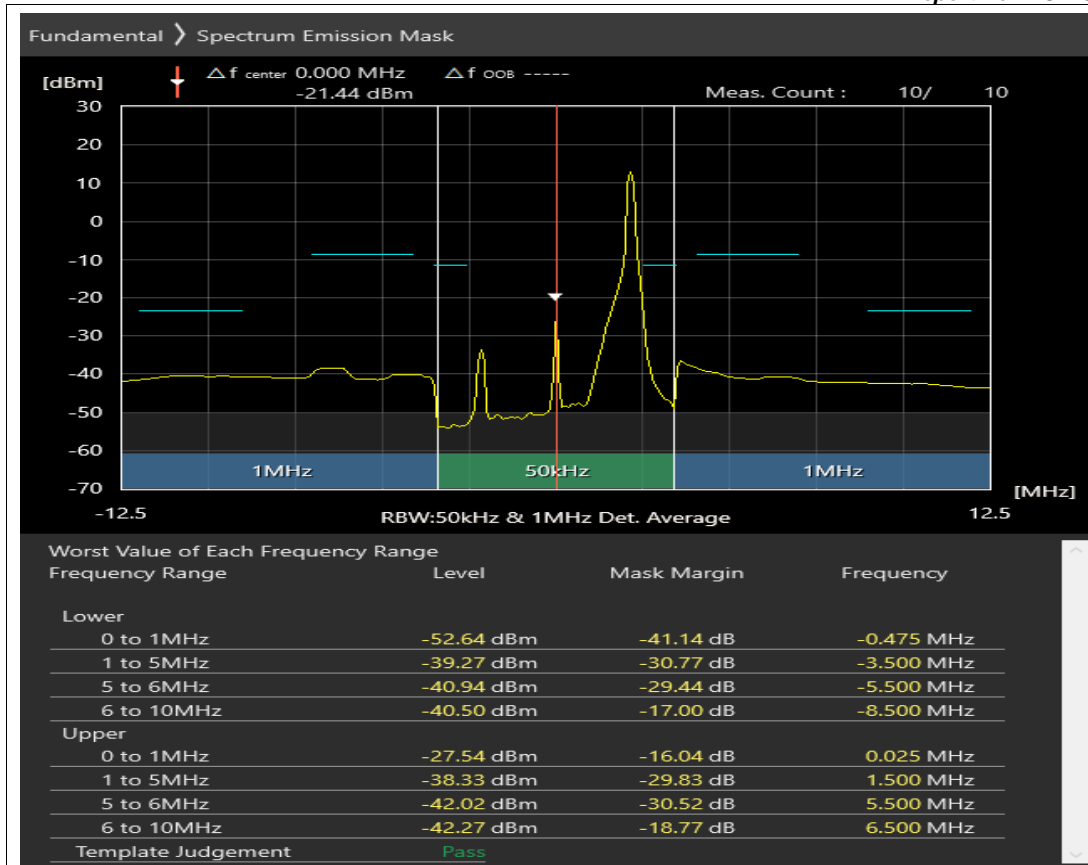 Fundamental ❯ Spectrum Emission Mask
[dBm] △ f center 0.000 MHz △ f OOB -----
-21.44 dBm Meas. Count : 10/ 10
30
20
10
0
-10
-20
-30
-40
-50
-60
1MHz 50kHz 1MHz
-70
[MHz]
-12.5 RBW:50kHz & 1MHz Det. Average 12.5
Worst Value of Each Frequency Range
Frequency Range Level Mask Margin Frequency
Lower
0 to 1MHz -52.64 dBm -41.14 dB -0.475 MHz
1 to 5MHz -39.27 dBm -30.77 dB -3.500 MHz
5 to 6MHz -40.94 dBm -29.44 dB -5.500 MHz
6 to 10MHz -40.50 dBm -17.00 dB -8.500 MHz
Upper
0 to 1MHz -27.54 dBm -16.04 dB 0.025 MHz
1 to 5MHz -38.33 dBm -29.83 dB 1.500 MHz
5 to 6MHz -42.02 dBm -30.52 dB 5.500 MHz
6 to 10MHz -42.27 dBm -18.77 dB 6.500 MHz
Template Judgement Pass